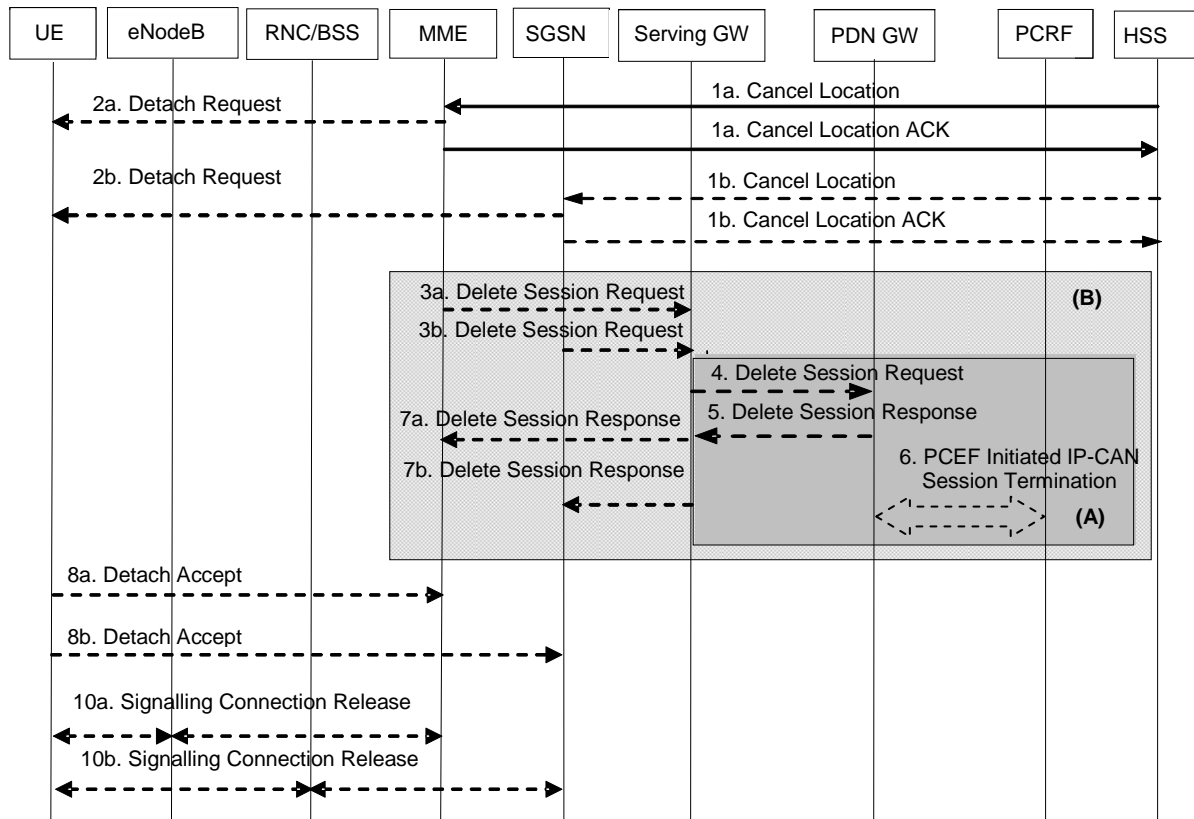 UE
eNodeB
RNC/BSS
MME
SGSN
Serving GW
PDN GW
PCRF
HSS
1a. Cancel Location
2a. Detach Request
1a. Cancel Location ACK
2b. Detach Request
1b. Cancel Location
1b. Cancel Location ACK
3a. Delete Session Request
(B)
3b. Delete Session Request
4. Delete Session Request
7a. Delete Session Response
5. Delete Session Response
7b. Delete Session Response
6. PCEF Initiated IP-CAN
Session Termination
(A)
8a. Detach Accept
8b. Detach Accept
10a. Signalling Connection Release
10b. Signalling Connection Release